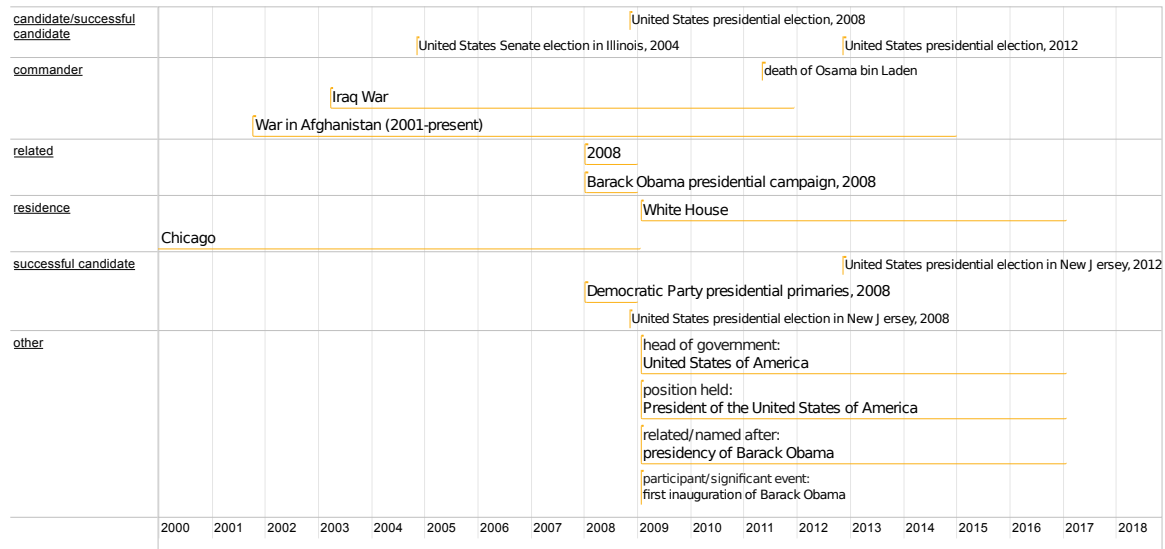 candidate/successful
candidate
United States presidential election, 2008
United States Senate election in Illinois, 2004
United States presidential election, 2012
commander
death of Osama bin Laden
Iraq War
War in Afghanistan (2001-present)
related
2008
Barack Obama presidential campaign, 2008
residence
White House
Chicago
successful candidate
United States presidential election in New Jersey, 2012
Democratic Party presidential primaries, 2008
United States presidential election in New Jersey, 2008
other
head of government:
United States of America
position held:
President of the United States of America
related/named after:
presidency of Barack Obama
participant/significant event:
first inauguration of Barack Obama
2000 2001 2002 2003 2004 2005 2006 2007 2008 2009 2010 2011 2012 2013 2014 2015 2016 2017 2018